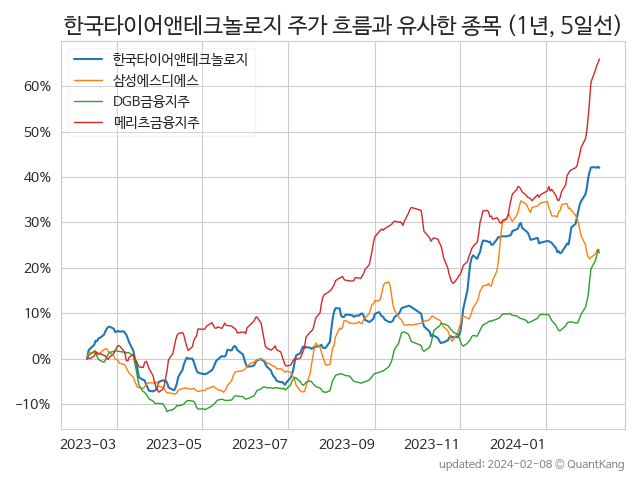 한국타이어앤테크놀로지 주가 흐름과 유사한 종목 (1년, 5일선)
한국타이어앤테크놀로지
삼성에스디에스
DGB금융지주
메리츠금융지주
60%
50%
40%
30%
20%
10%
0%
−10%
2023-03 2023-05 2023-07 2023-09 2023-11 2024-01
updated: 2024-02-08 © QuantKang